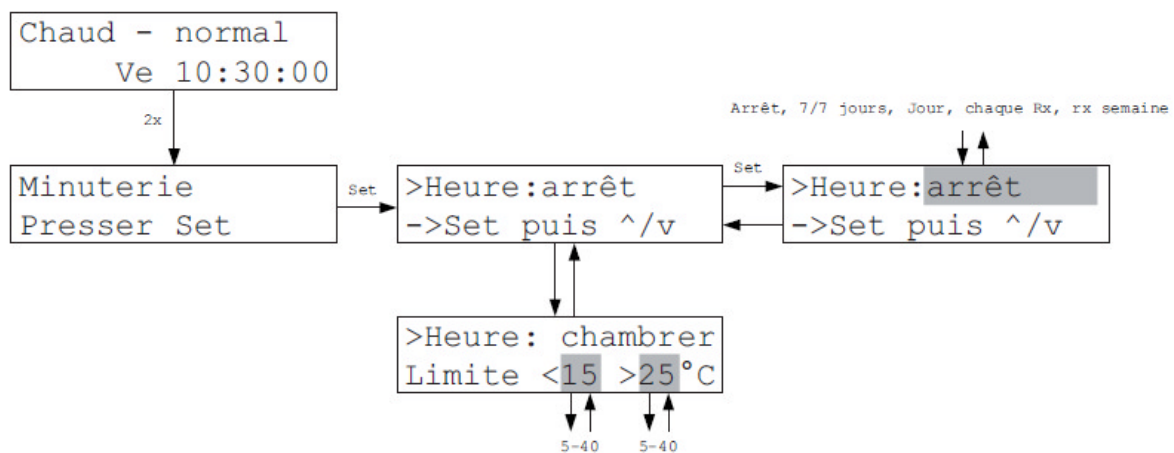 Chaud - normal
Ve 10:30:00
2x
Arrêt, 7/7 jours, Jour, chaque Rx, rx semaine
Minuterie
Presser Set
Set
>Heure:arrêt
->Set puis ^/v
Set
>Heure:arrêt
->Set puis ^/v
>Heure: chambrer
Limite <15 >25°C
5-40
5-40